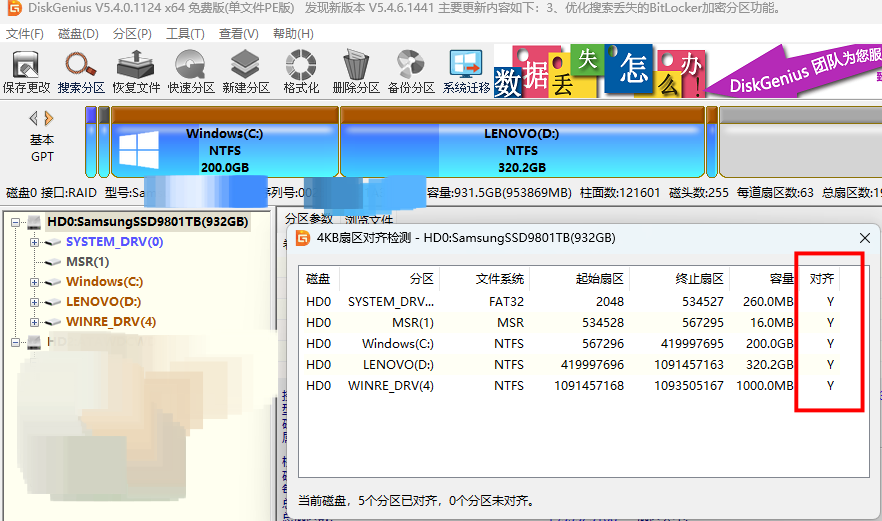 DiskGenius V5.4.0.1124 x64 免费版(单文件PE版) 发现新版本 V5.4.6.1441 主要更新内容如下：3、优化搜索丢失的BitLocker加密分区功能。
文件(F) 磁盘(D) 分区(P) 工具(T) 查看(V) 帮助(H)
保存更改 搜索分区 恢复文件 快速分区 新建分区 格式化 删除分区 备份分区 系统迁移
数据丢失怎么办
DiskGenius 团队为您服
基本
GPT
Windows(C:)
NTFS
200.0GB
LENOVO(D:)
NTFS
320.2GB
磁盘0 接口:RAID 型号:Sa 序列号:00 容量:931.5GB(953869MB) 柱面数:121601 磁头数:255 每道扇区数:63 总扇区数:19
HD0:SamsungSSD9801TB(932GB)
SYSTEM_DRV(0)
MSR(1)
Windows(C:)
LENOVO(D:)
WINRE_DRV(4)
分区参数 浏览文件
4KB扇区对齐检测 - HD0:SamsungSSD9801TB(932GB)
磁盘 分区 文件系统 起始扇区 终止扇区 容量 对齐
HD0 SYSTEM_DRV... FAT32 2048 534527 260.0MB Y
HD0 MSR(1) MSR 534528 567295 16.0MB Y
HD0 Windows(C:) NTFS 567296 419997695 200.0GB Y
HD0 LENOVO(D:) NTFS 419997696 1091457163 320.2GB Y
HD0 WINRE_DRV(4) NTFS 1091457168 1093505167 1000.0MB Y
当前磁盘，5个分区已对齐，0个分区未对齐。